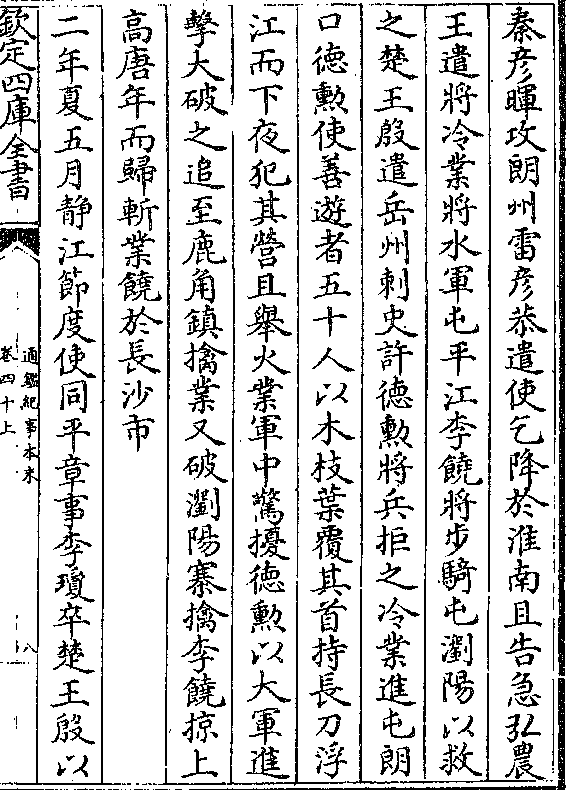 秦彥暉攻朗州雷彥恭遣使乞降於淮南且告急弘農
王遣將冷業將水軍屯平江李饒將步騎屯瀏陽以救
之楚王殷遣岳州刺史許德勲將兵拒之冷業進屯朗
口德勲使善遊者五十人以木枝葉覆其首持長刀浮
江而下夜犯其營且舉火業軍中驚擾德勲以大軍進
擊大破之追至鹿角鎮擒業又破瀏陽寨擒李饒掠上
高唐年而歸斬業饒於長沙市
二年夏五月静江節度使同平章事李瓊卒楚王殷以
欽定四庫全書
通鑑紀事本末
卷四十上
八